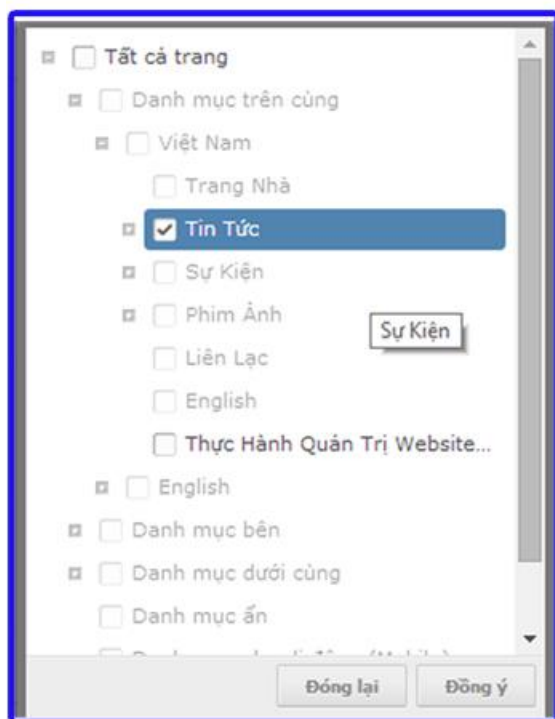 Tất cả trang
Danh mục trên cùng
Việt Nam
Trang Nhà
Tin Tức
Sự Kiện
Phim Ảnh
Sự Kiện
Liên Lạc
English
Thực Hành Quản Trị Website...
English
Danh mục bên
Danh mục dưới cùng
Danh mục ẩn
Đóng lại
Đồng ý